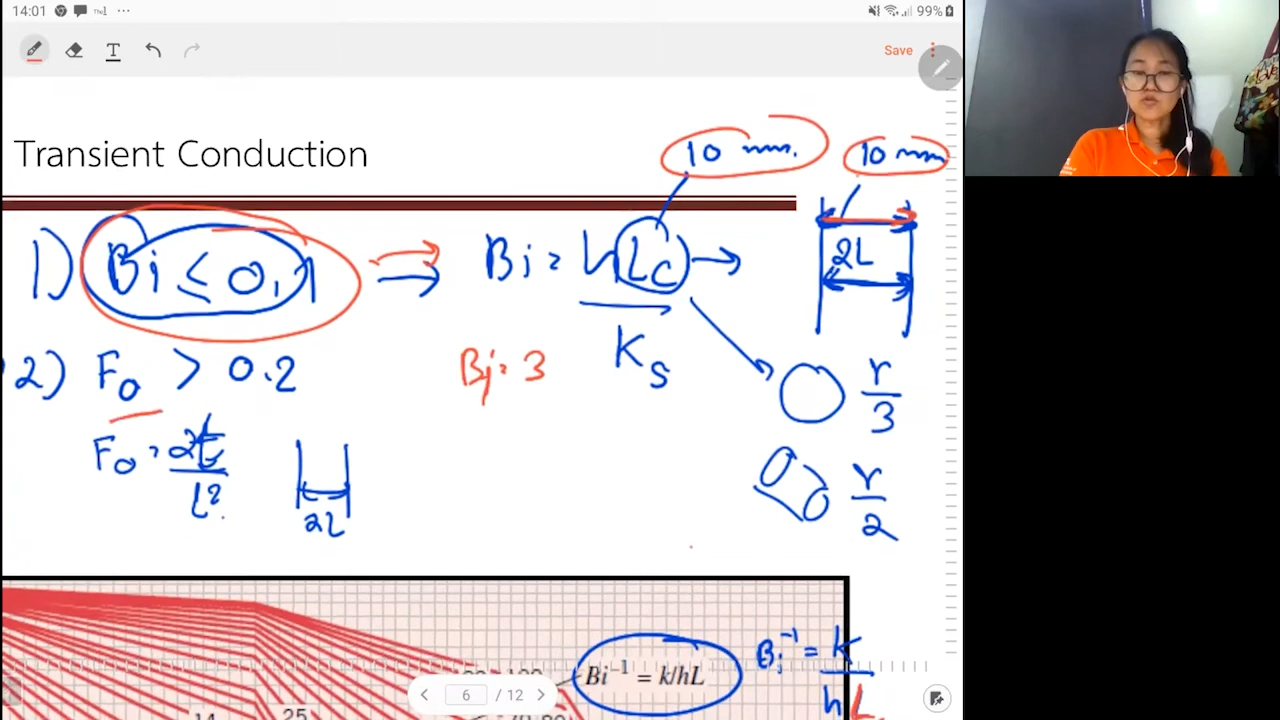 14:01
99%
T
Save
Transient Conduction
10 mm.
10 mm
1) Bi ≤ 0.1 ⇒ Bi = hLc / Ks →
2L
2) Fo > 0.2
Bi = 3
r/3
Fo = αt / L²
2L
r/2
Bi⁻¹ = k/hL
Bi⁻¹ = k / hL
6 / 12
14
25